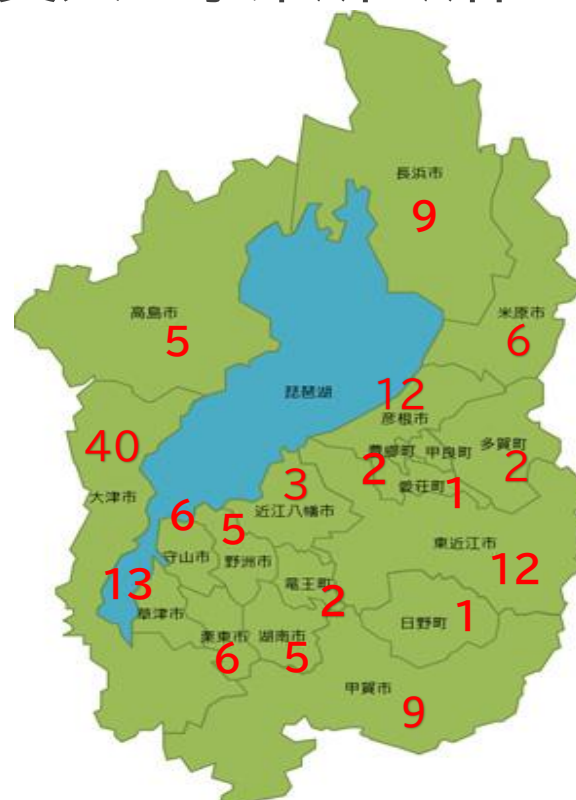 長浜市
9
高島市
5
米原市
6
琵琶湖
12
彦根市
40
大津市
豊郷町
2
甲良町
多賀町
2
愛荘町
1
3
近江八幡市
6
守山市
5
野洲市
東近江市
12
13
草津市
竜王町
2
日野町
1
栗東市
6
湖南市
5
甲賀市
9